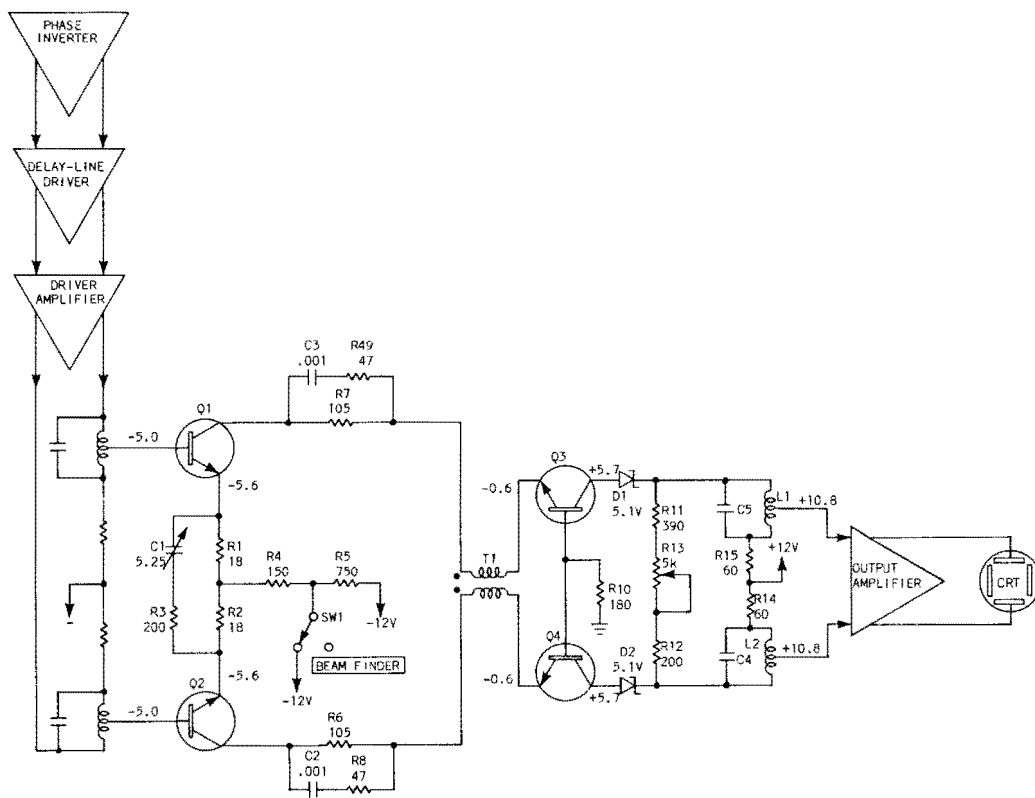 PHASE
INVERTER
DELAY-LINE
DRIVER
DRIVER
AMPLIFIER
C3
.001
R49
47
R7
105
Q1
-5.0
-5.6
C1
5.25
R1
18
R3
200
R2
18
R4
150
R5
750
-12V
SW1
BEAM FINDER
-12V
Q2
-5.0
-5.6
R6
105
C2
.001
R8
47
T1
-0.6
-0.6
Q3
+5.7
D1
5.1V
R10
180
Q4
D2
5.1V
+5.7
R11
390
R13
5k
R12
200
C5
L1
+10.8
R15
60
+12V
R14
60
C4
L2
+10.8
OUTPUT
AMPLIFIER
CRT